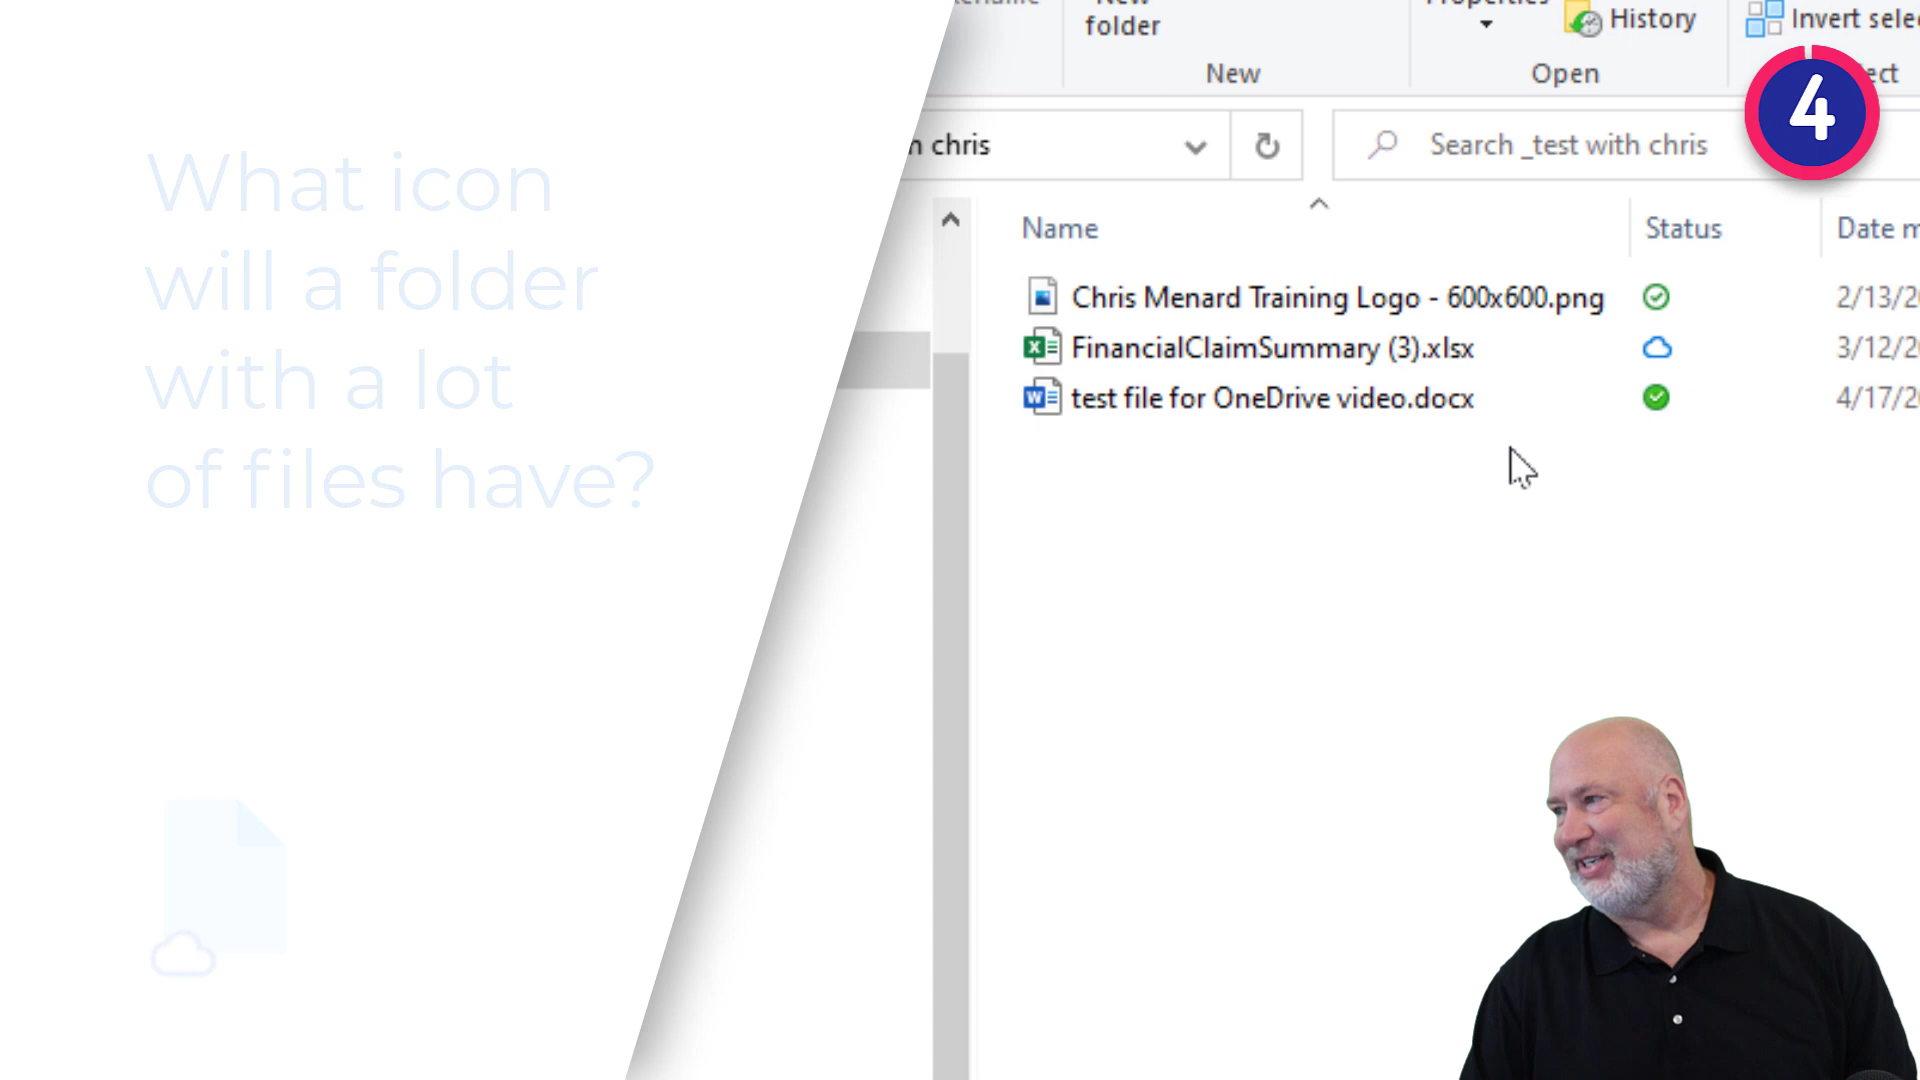 What icon
will a folder
with a lot
of files have?
New
folder
History
New
Open
4
chris
Search _test with chris
Name
Status
Chris Menard Training Logo - 600x600.png
2/13/2
FinancialClaimSummary (3).xlsx
3/12/2
test file for OneDrive video.docx
4/17/2
Invert
Date